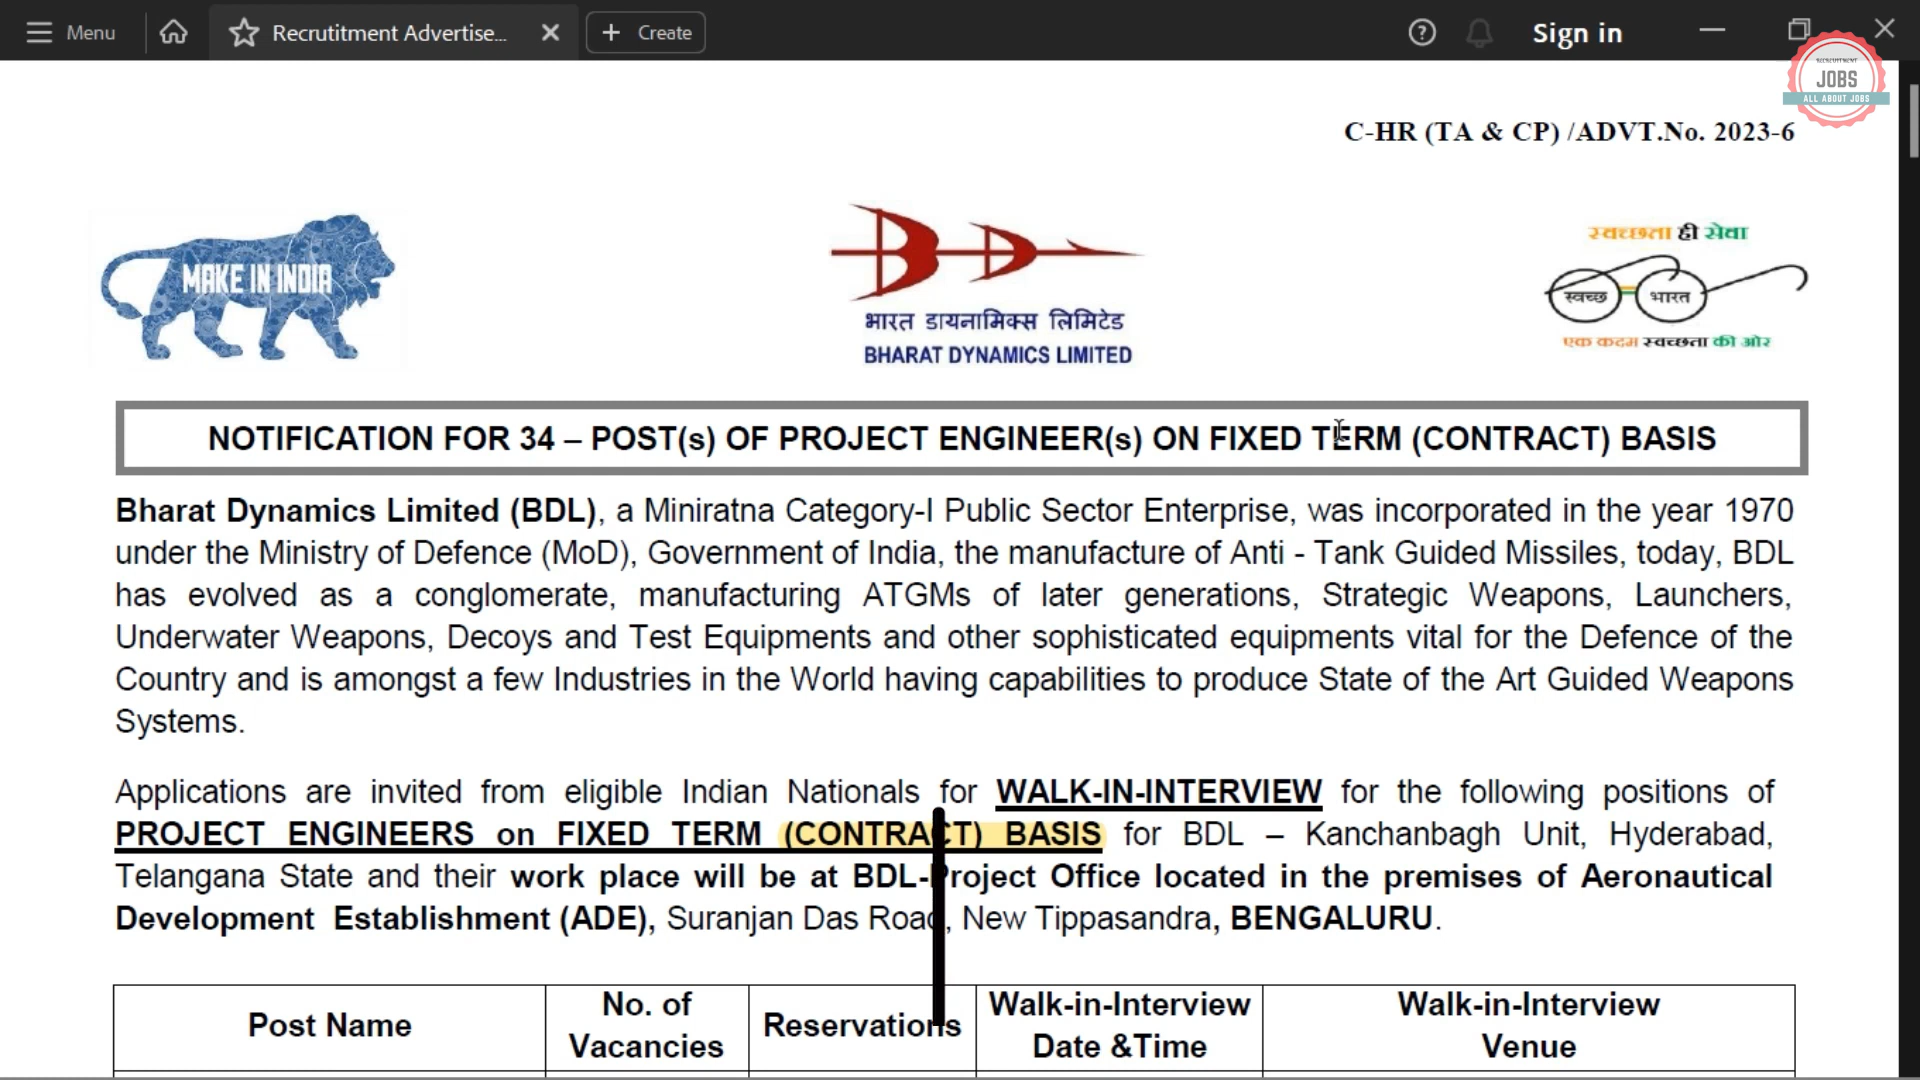 Menu
Recrutitment Advertise...
Create
Sign in
JOBS
ALL ABOUT JOBS
C-HR (TA & CP) /ADVT.No. 2023-6
MAKE IN INDIA
भारत डायनामिक्स लिमिटेड
BHARAT DYNAMICS LIMITED
स्वच्छता ही सेवा
स्वच्छ भारत
एक कदम स्वच्छता की ओर
NOTIFICATION FOR 34 – POST(s) OF PROJECT ENGINEER(s) ON FIXED TERM (CONTRACT) BASIS
Bharat Dynamics Limited (BDL), a Miniratna Category-I Public Sector Enterprise, was incorporated in the year 1970
under the Ministry of Defence (MoD), Government of India, the manufacture of Anti - Tank Guided Missiles, today, BDL
has evolved as a conglomerate, manufacturing ATGMs of later generations, Strategic Weapons, Launchers,
Underwater Weapons, Decoys and Test Equipments and other sophisticated equipments vital for the Defence of the
Country and is amongst a few Industries in the World having capabilities to produce State of the Art Guided Weapons
Systems.
Applications are invited from eligible Indian Nationals for WALK-IN-INTERVIEW for the following positions of
PROJECT ENGINEERS on FIXED TERM (CONTRACT) BASIS for BDL – Kanchanbagh Unit, Hyderabad,
Telangana State and their work place will be at BDL-Project Office located in the premises of Aeronautical
Development Establishment (ADE), Suranjan Das Road, New Tippasandra, BENGALURU.
Post Name
No. of
Vacancies
Reservations
Walk-in-Interview
Date &Time
Walk-in-Interview
Venue